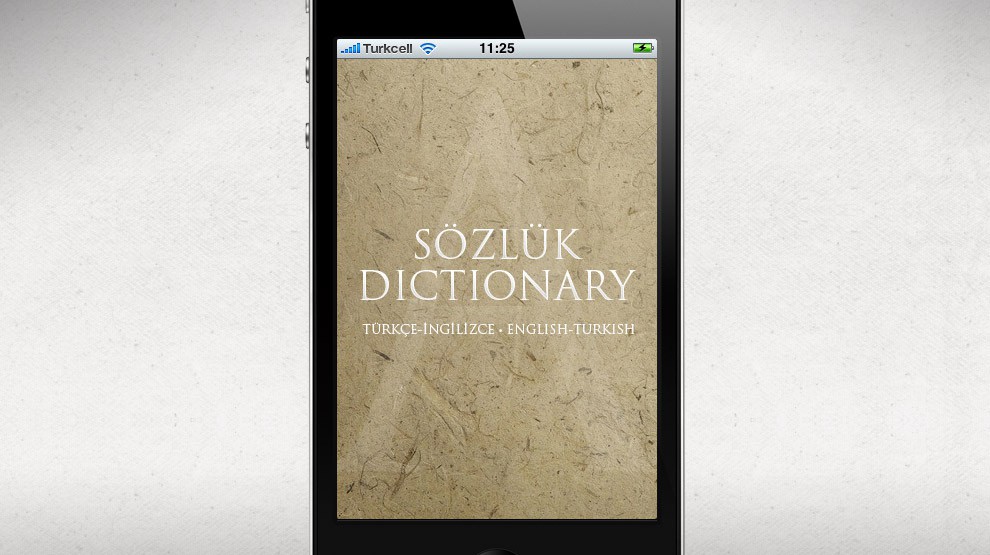 Turkcell 11:25
SÖZLÜK
DICTIONARY
TÜRKÇE-İNGİLİZCE • ENGLISH-TURKISH